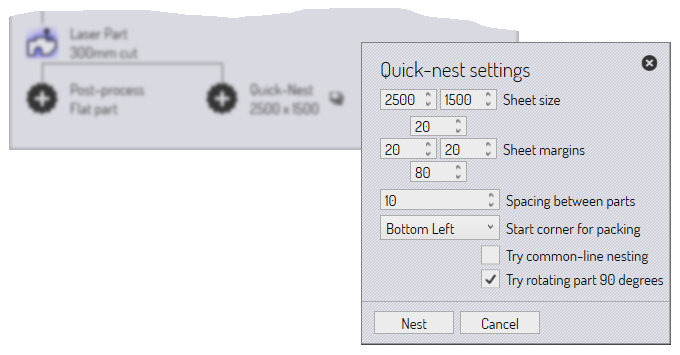 Laser Part
300mm cut
Post-process
Flat part
Quick-Nest
2500 x 1500
Quick-nest settings
2500 1500 Sheet size
20
20 20 Sheet margins
80
10 Spacing between parts
Bottom Left Start corner for packing
Try common-line nesting
Try rotating part 90 degrees
Nest Cancel